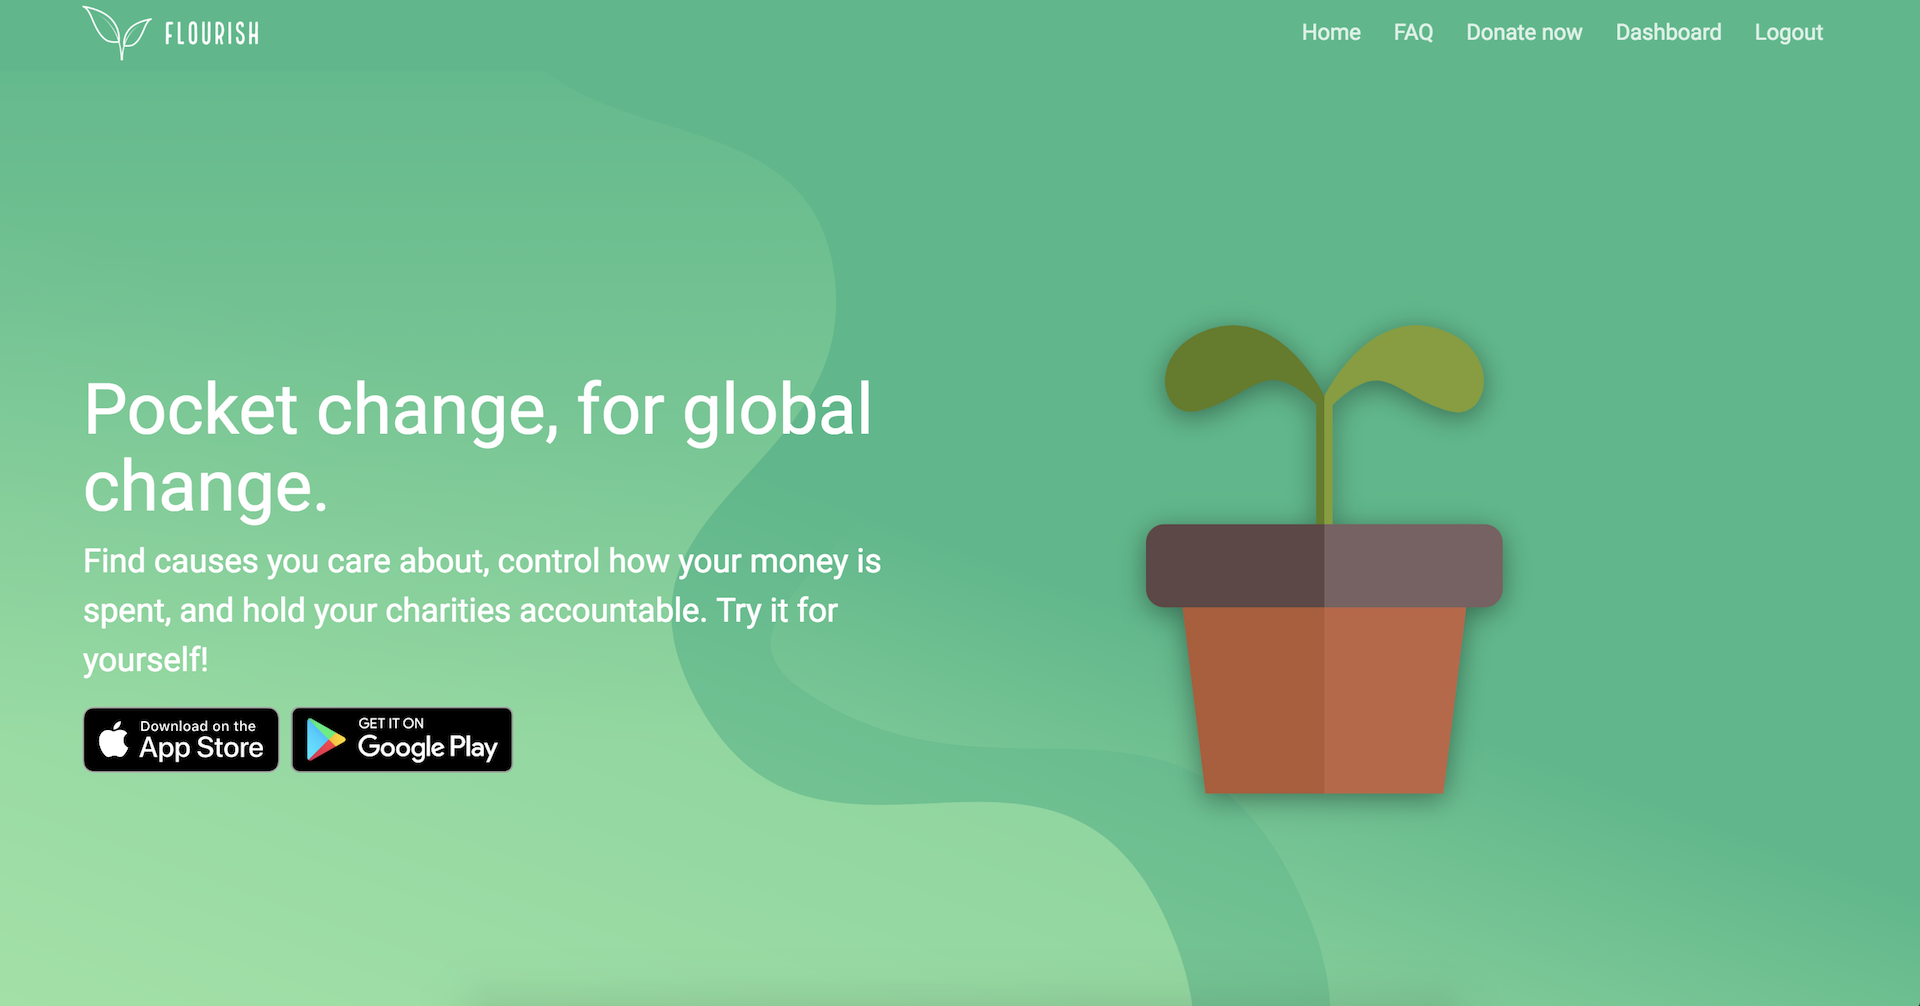 FLOURISH
Home FAQ Donate now Dashboard Logout
Pocket change, for global
change.
Find causes you care about, control how your money is
spent, and hold your charities accountable. Try it for
yourself!
Download on the
App Store
GET IT ON
Google Play